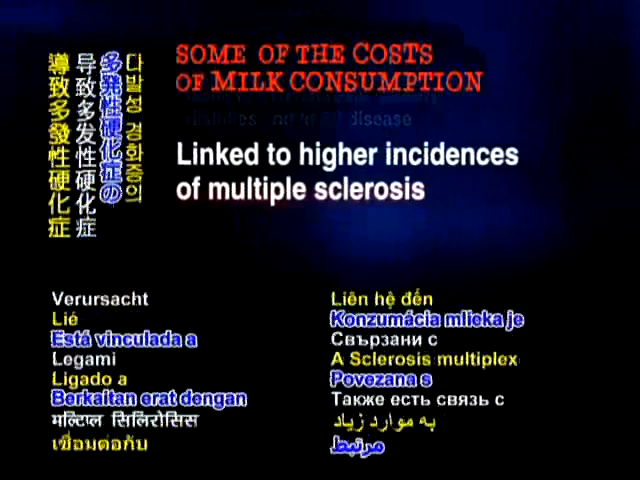 SOME OF THE COSTS
OF MILK CONSUMPTION
disease
Linked to higher incidences
of multiple sclerosis
導致多發性硬化症
导致多发性硬化症
多発性硬化症の
다발성 경화증의
Verursacht
Lié
Está vinculada a
Legami
Ligado a
Berkaitan erat dengan
मल्टिाल सिलिरोसिस
เชื่อมต่อกับ
Liên hệ đến
Konzumácia mlieka je
Свързани с
A Sclerosis multiplex
Povezana s
Также есть связь с
به موارد زیاد
مرتبط